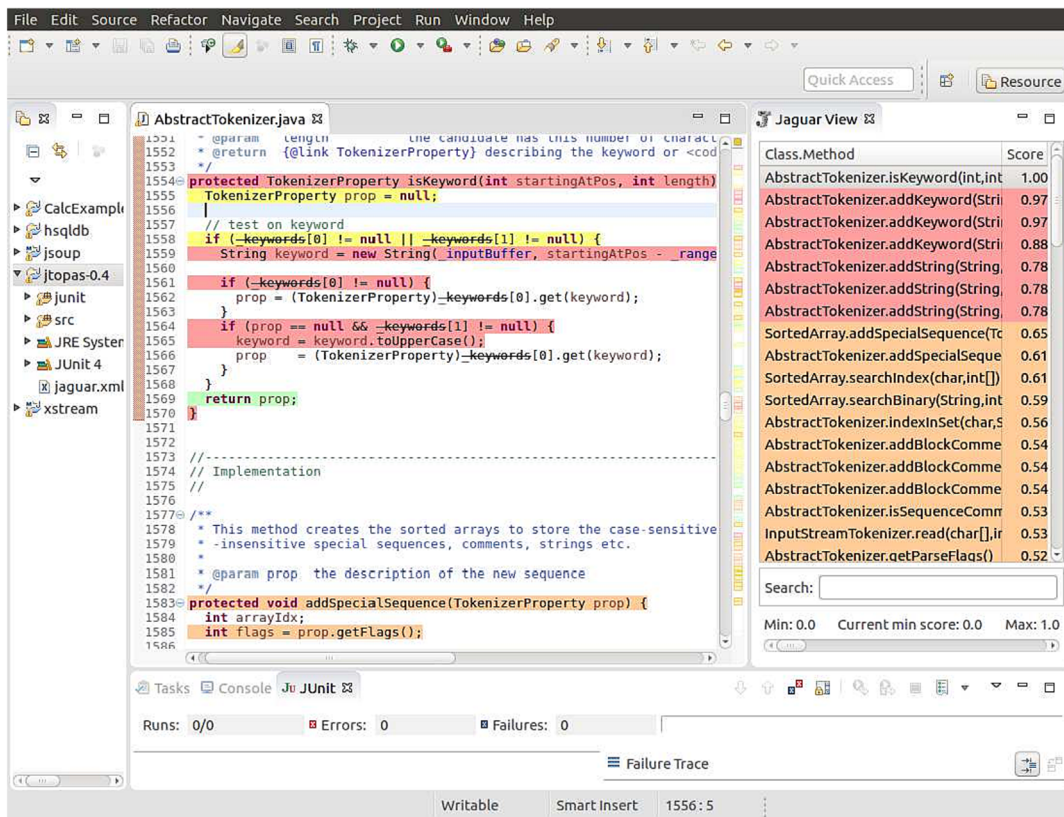 File Edit Source Refactor Navigate Search Project Run Window Help
Quick Access
Resource
CalcExample
hsqldb
jsoup
jtopas-0.4
junit
src
JRE System
JUnit 4
jaguar.xml
xstream
AbstractTokenizer.java
1551 * @param length the candidate has this number of charact
1552 * @return {@link TokenizerProperty} describing the keyword or <cod
1553 */
1554 protected TokenizerProperty isKeyword(int startingAtPos, int length)
1555 TokenizerProperty prop = null;
1556
1557 // test on keyword
1558 if (_keywords[0] != null || _keywords[1] != null) {
1559 String keyword = new String(_inputBuffer, startingAtPos - _range
1560
1561 if (_keywords[0] != null) {
1562 prop = (TokenizerProperty)_keywords[0].get(keyword);
1563 }
1564 if (prop == null && _keywords[1] != null) {
1565 keyword = keyword.toUpperCase();
1566 prop = (TokenizerProperty)_keywords[0].get(keyword);
1567 }
1568 }
1569 return prop;
1570 }
1571
1572
1573 //----------------------------------------------------------------------
1574 // Implementation
1575 //
1576
1577 /**
1578 * This method creates the sorted arrays to store the case-sensitive
1579 * -insensitive special sequences, comments, strings etc.
1580 *
1581 * @param prop the description of the new sequence
1582 */
1583 protected void addSpecialSequence(TokenizerProperty prop) {
1584 int arrayIdx;
1585 int flags = prop.getFlags();
1586
Jaguar View
Class.Method Score
AbstractTokenizer.isKeyword(int,int 1.00
AbstractTokenizer.addKeyword(Stri 0.97
AbstractTokenizer.addKeyword(Stri 0.97
AbstractTokenizer.addKeyword(Stri 0.88
AbstractTokenizer.addString(String, 0.78
AbstractTokenizer.addString(String, 0.78
AbstractTokenizer.addString(String, 0.78
SortedArray.addSpecialSequence(To 0.65
AbstractTokenizer.addSpecialSeque 0.61
SortedArray.searchIndex(char,int[]) 0.61
SortedArray.searchBinary(String,int 0.59
AbstractTokenizer.indexInSet(char,S 0.56
AbstractTokenizer.addBlockComme 0.54
AbstractTokenizer.addBlockComme 0.54
AbstractTokenizer.addBlockComme 0.54
AbstractTokenizer.isSequenceComm 0.53
InputStreamTokenizer.read(char[],in 0.53
AbstractTokenizer.getParseFlags() 0.52
Search:
Min: 0.0 Current min score: 0.0 Max: 1.0
Tasks Console JUnit
Runs: 0/0 Errors: 0 Failures: 0
Failure Trace
Writable Smart Insert 1556 : 5